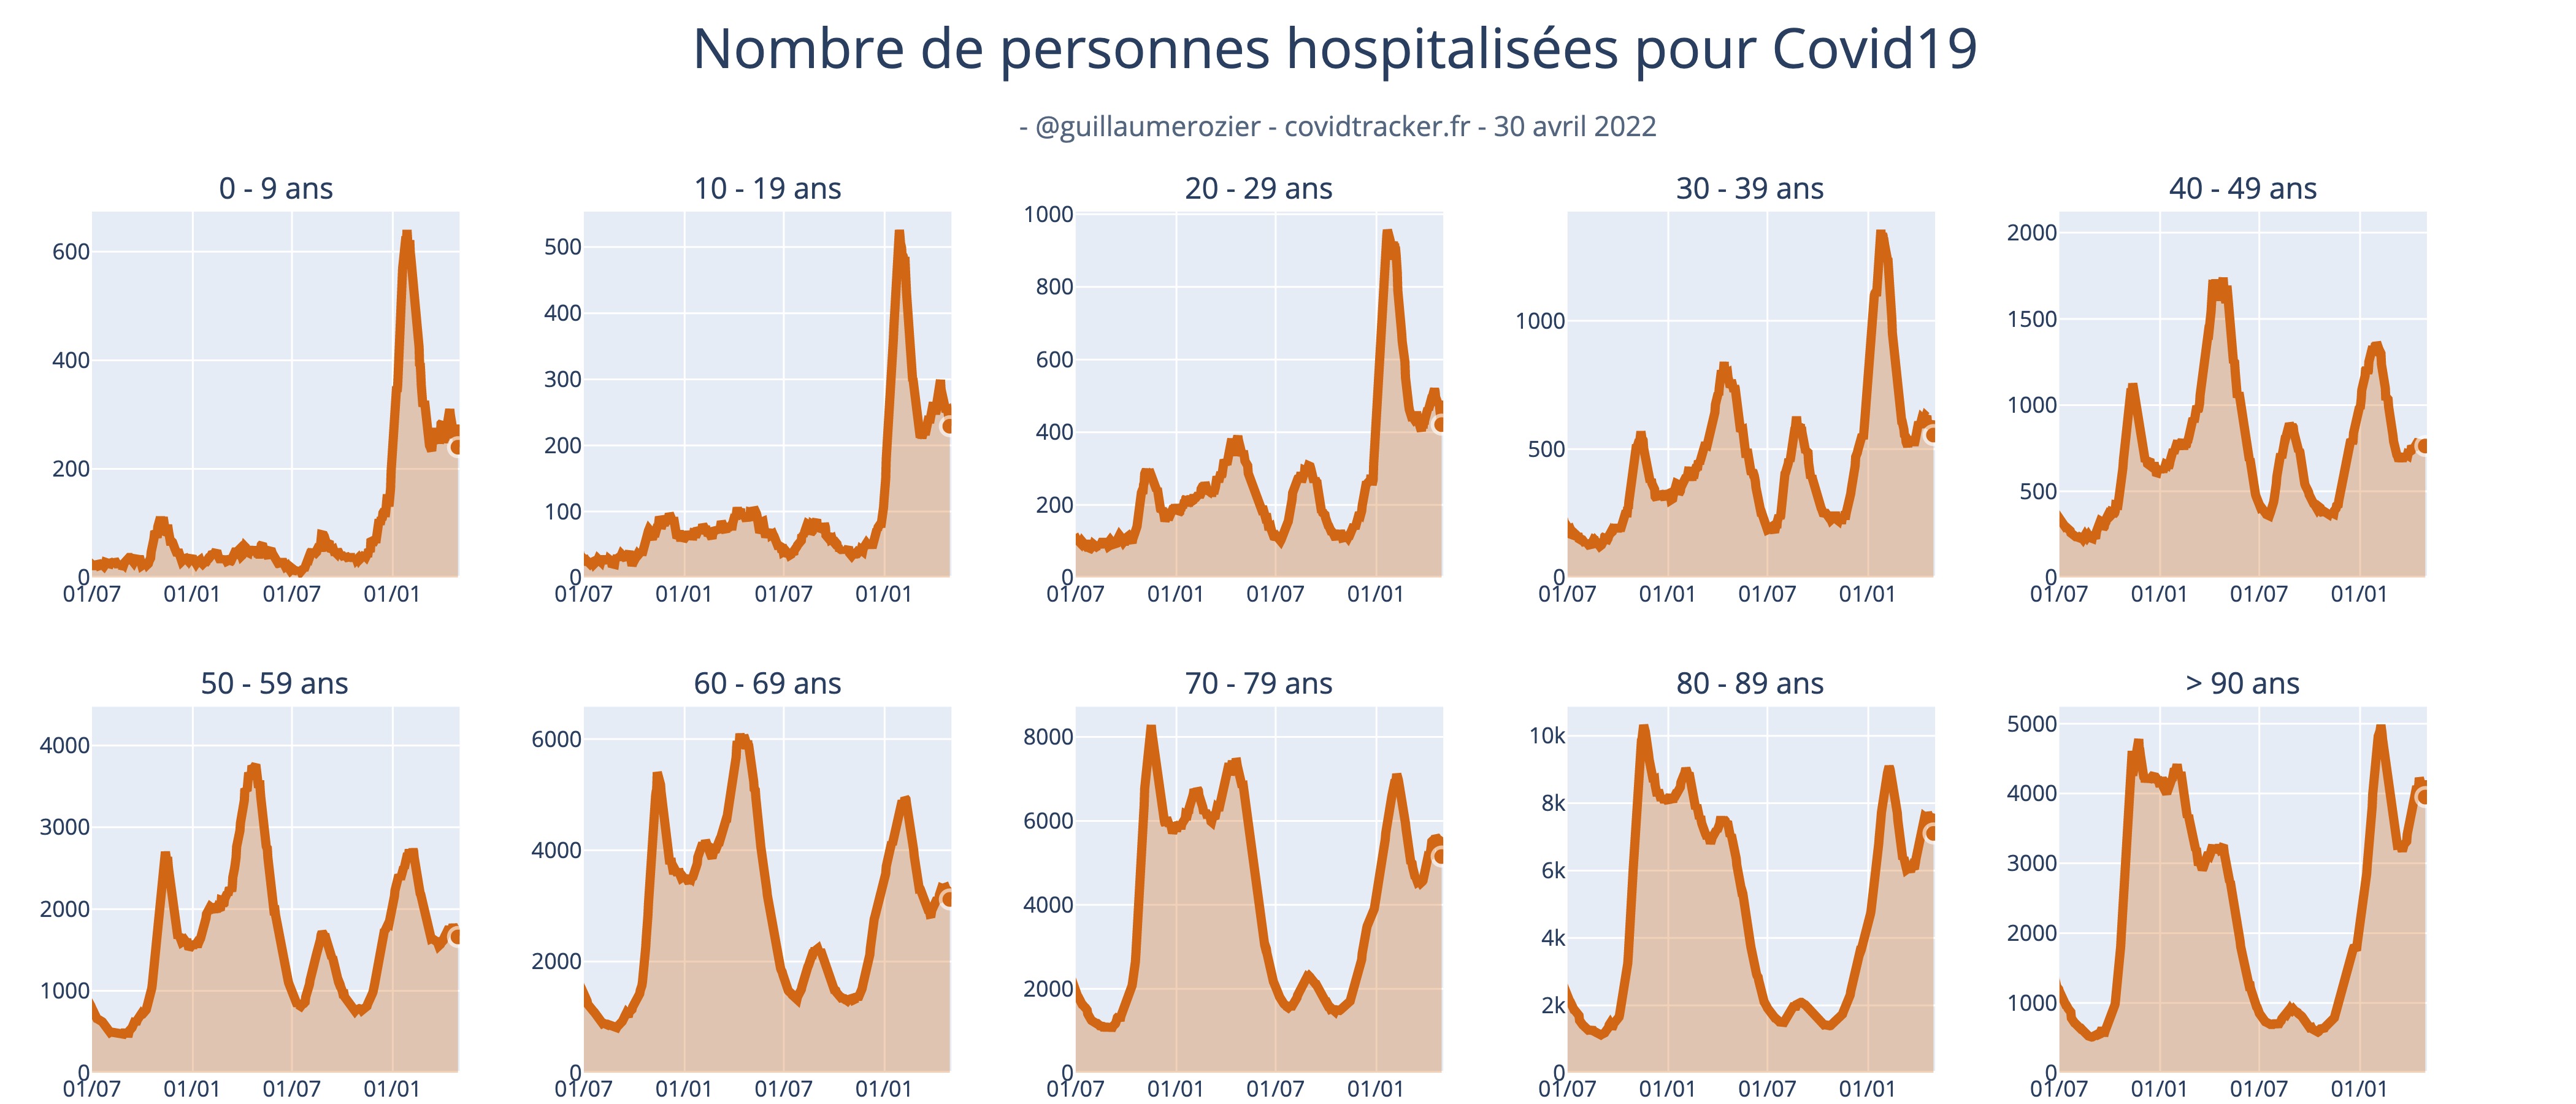 Nombre de personnes hospitalisées pour Covid19
- @guillaumerozier - covidtracker.fr - 30 avril 2022
0 - 9 ans
600
400
200
0
01/07 01/01 01/07 01/01
10 - 19 ans
500
400
300
200
100
0
01/07 01/01 01/07 01/01
20 - 29 ans
1000
800
600
400
200
0
01/07 01/01 01/07 01/01
30 - 39 ans
1000
500
0
01/07 01/01 01/07 01/01
40 - 49 ans
2000
1500
1000
500
0
01/07 01/01 01/07 01/01
50 - 59 ans
4000
3000
2000
1000
0
01/07 01/01 01/07 01/01
60 - 69 ans
6000
4000
2000
0
01/07 01/01 01/07 01/01
70 - 79 ans
8000
6000
4000
2000
0
01/07 01/01 01/07 01/01
80 - 89 ans
10k
8k
6k
4k
2k
0
01/07 01/01 01/07 01/01
> 90 ans
5000
4000
3000
2000
1000
0
01/07 01/01 01/07 01/01